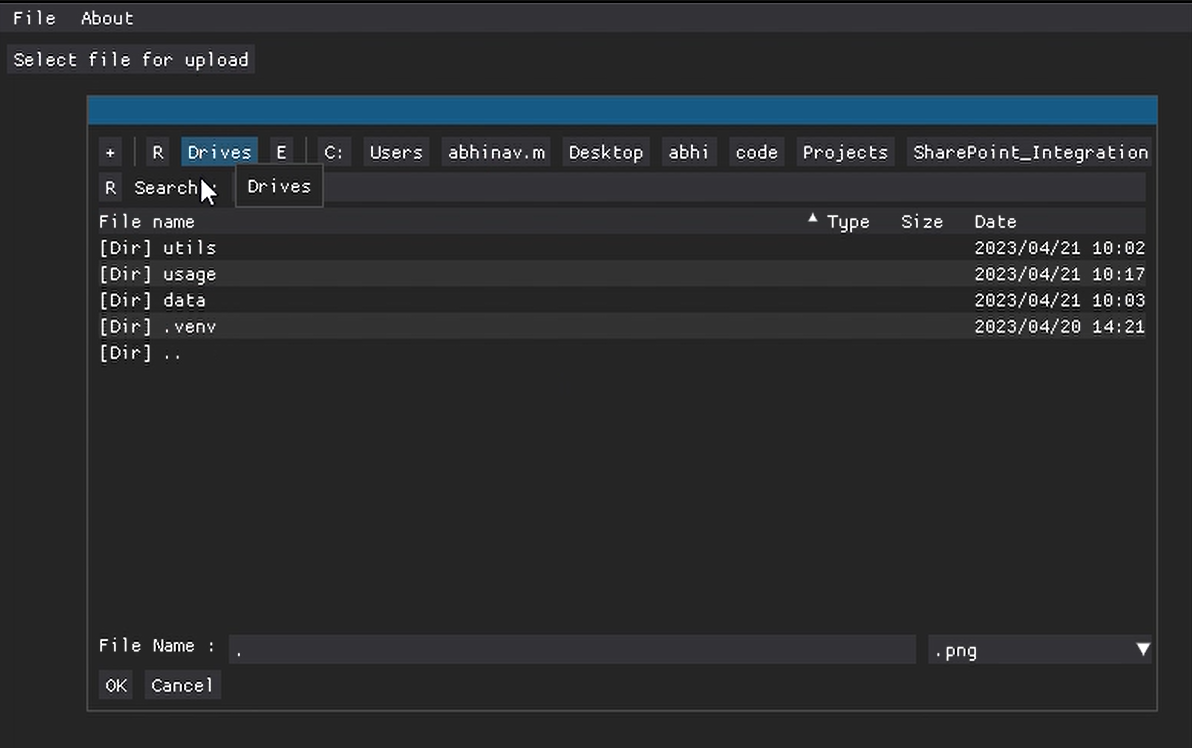 File About
Select file for upload
+ R Drives E C: Users abhinav.m Desktop abhi code Projects SharePoint_Integration
R Search : Drives
File name Type Size Date
[Dir] utils 2023/04/21 10:02
[Dir] usage 2023/04/21 10:17
[Dir] data 2023/04/21 10:03
[Dir] .venv 2023/04/20 14:21
[Dir] ..
File Name : . .png
OK Cancel